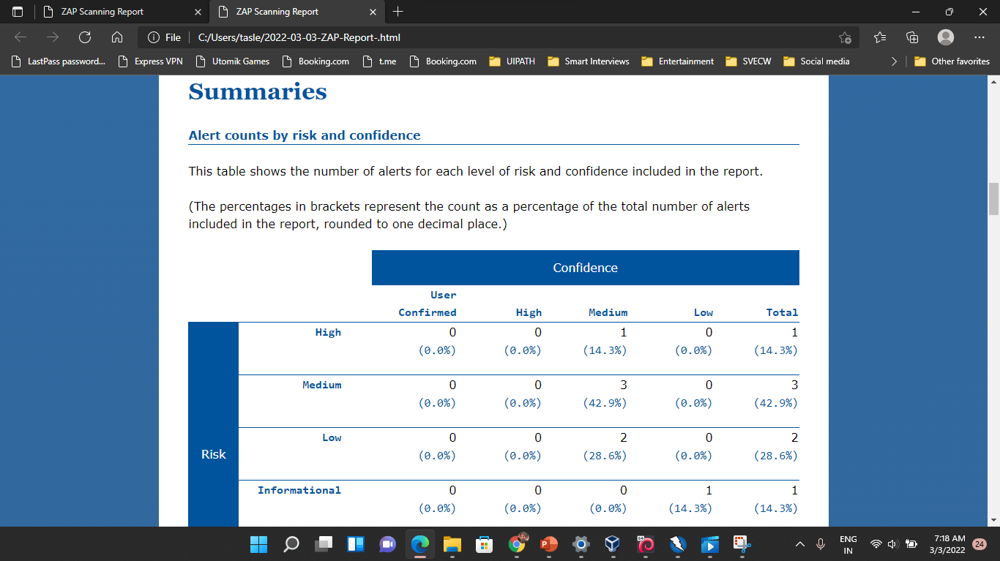 ZAP Scanning Report
ZAP Scanning Report
File
C:/Users/tasle/2022-03-03-ZAP-Report-.html
LastPass password...
Express VPN
Utomik Games
Booking.com
t.me
Booking.com
UIPATH
Smart Interviews
Entertainment
SVECW
Social media
Other favorites
Summaries
Alert counts by risk and confidence
This table shows the number of alerts for each level of risk and confidence included in the report.
(The percentages in brackets represent the count as a percentage of the total number of alerts
included in the report, rounded to one decimal place.)
Confidence
User
Confirmed High Medium Low Total
High 0 0 1 0 1
(0.0%) (0.0%) (14.3%) (0.0%) (14.3%)
Medium 0 0 3 0 3
(0.0%) (0.0%) (42.9%) (0.0%) (42.9%)
Low 0 0 2 0 2
Risk (0.0%) (0.0%) (28.6%) (0.0%) (28.6%)
Informational 0 0 0 1 1
(0.0%) (0.0%) (0.0%) (14.3%) (14.3%)
ENG
IN
7:18 AM
3/3/2022
24